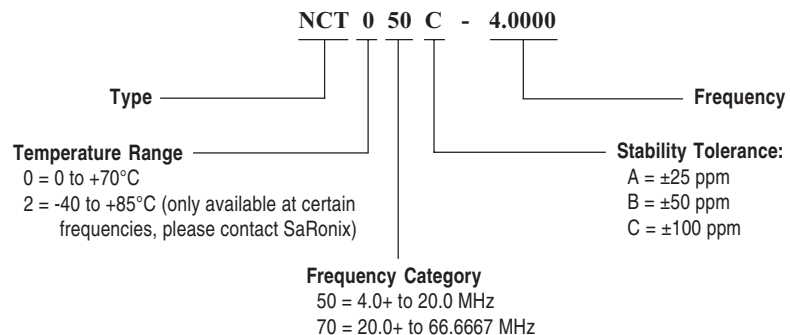 NCT 0 50 C - 4.0000
Type
Frequency
Temperature Range
0 = 0 to +70°C
2 = -40 to +85°C (only available at certain
frequencies, please contact SaRonix)
Stability Tolerance:
A = ±25 ppm
B = ±50 ppm
C = ±100 ppm
Frequency Category
50 = 4.0+ to 20.0 MHz
70 = 20.0+ to 66.6667 MHz